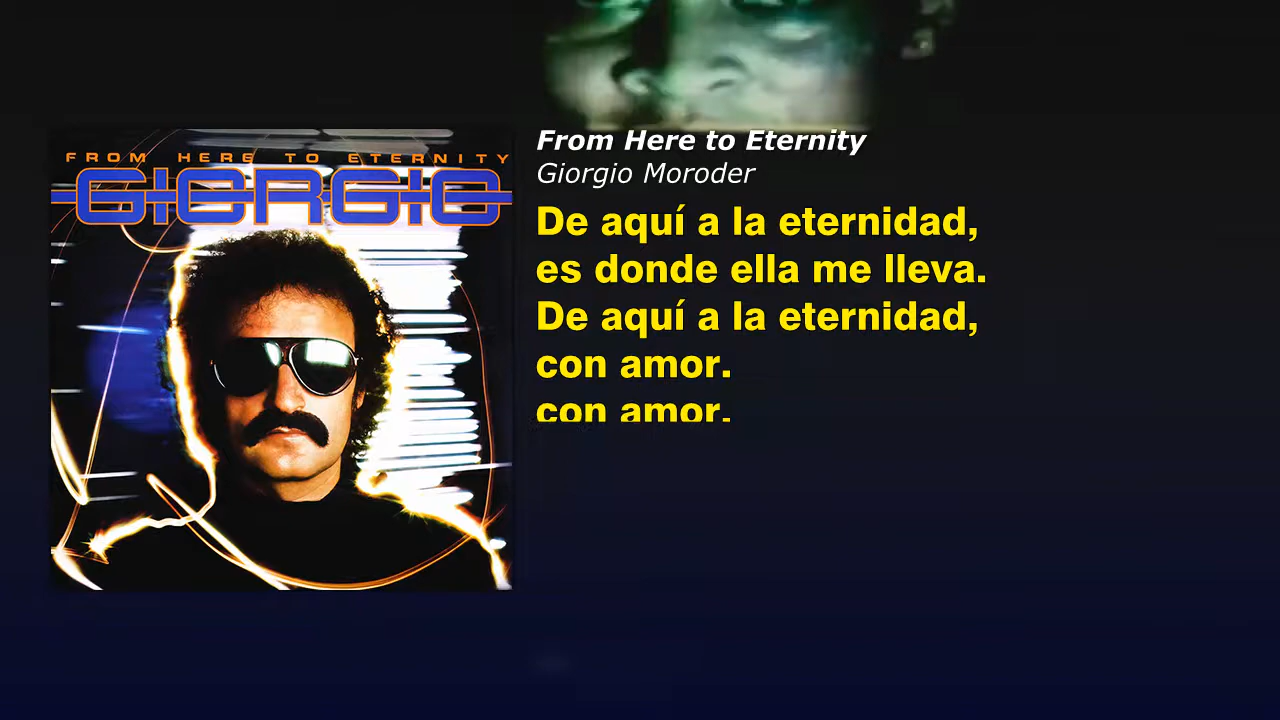 FROM HERE TO ETERNITY
GIORGIO
From Here to Eternity
Giorgio Moroder
De aquí a la eternidad,
es donde ella me lleva.
De aquí a la eternidad,
con amor.
con amor.